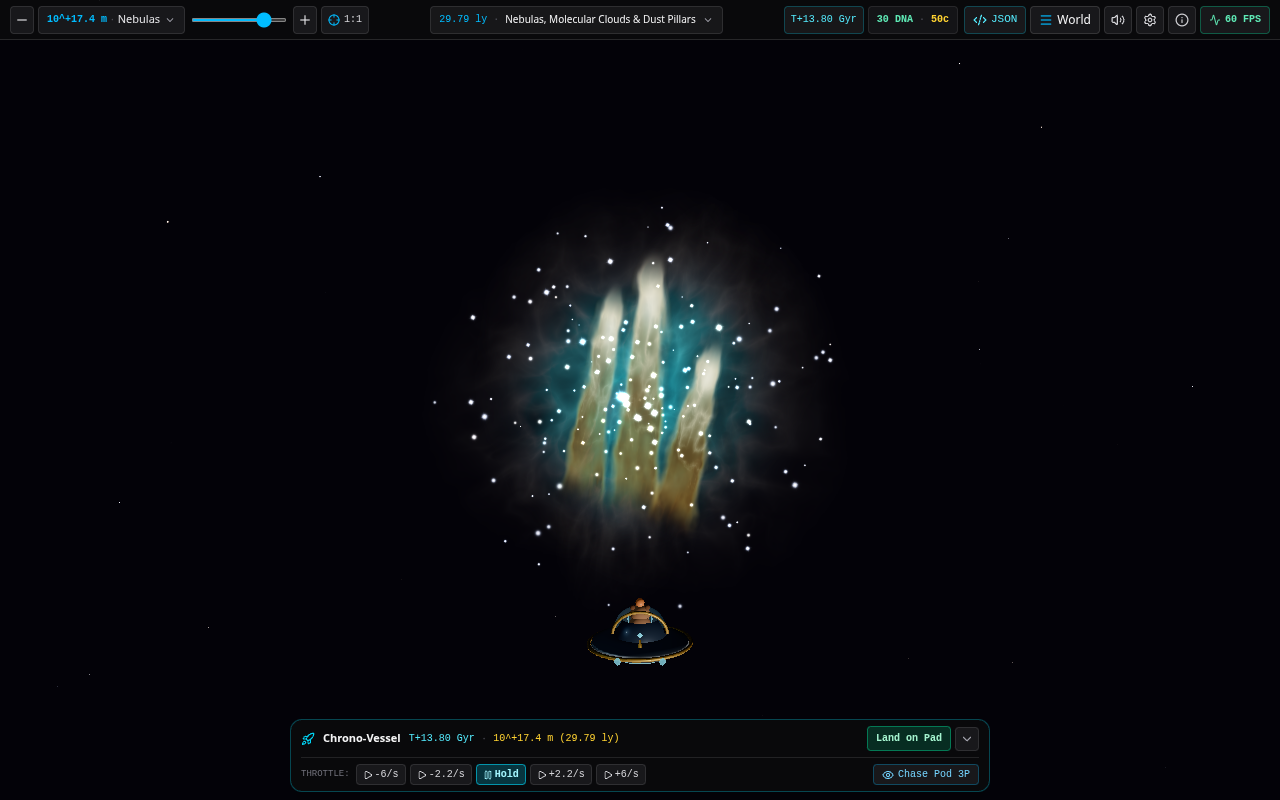 10^+17.4 m · Nebulas
1:1
29.79 ly · Nebulas, Molecular Clouds & Dust Pillars
T+13.80 Gyr
30 DNA · 50c
JSON
World
60 FPS
Chrono-Vessel T+13.80 Gyr · 10^+17.4 m (29.79 ly)
Land on Pad
THROTTLE: -6/s -2.2/s Hold +2.2/s +6/s
Chase Pod 3P